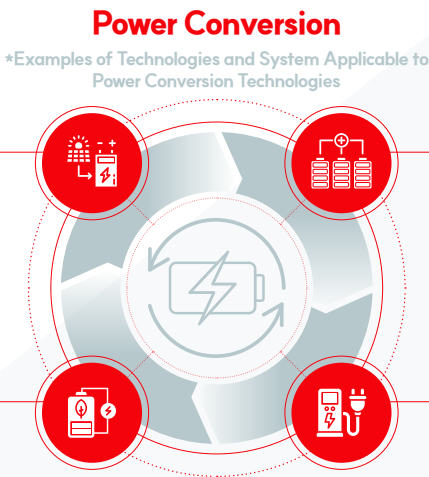 Power Conversion
*Examples of Technologies and System Applicable to
Power Conversion Technologies